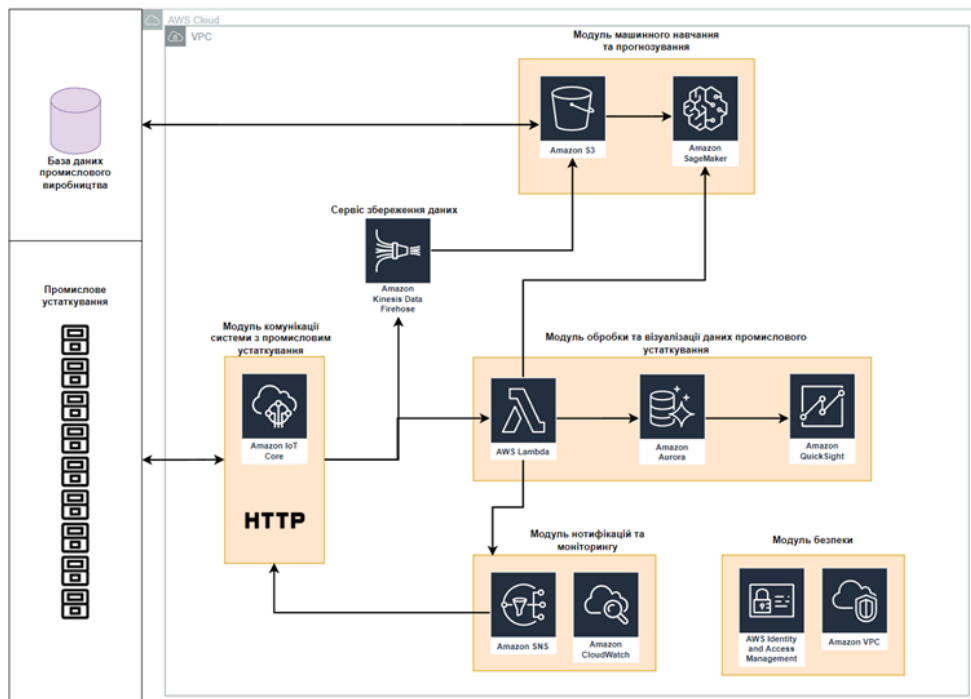 AWS Cloud
VPC
Модуль машинного навчання
та прогнозування
Amazon S3
Amazon
SageMaker
База даних
промислового
виробництва
Сервіс збереження даних
Amazon
Kinesis Data
Firehose
Промислове
устаткування
Модуль комунікації
системи з промисловим
устаткування
Amazon IoT
Core
HTTP
Модуль обробки та візуалізації даних промислового
устаткування
AWS Lambda
Amazon
Aurora
Amazon
QuickSight
Модуль нотифікацій та
моніторингу
Amazon SNS
Amazon
CloudWatch
Модуль безпеки
AWS Identity
and Access
Management
Amazon VPC